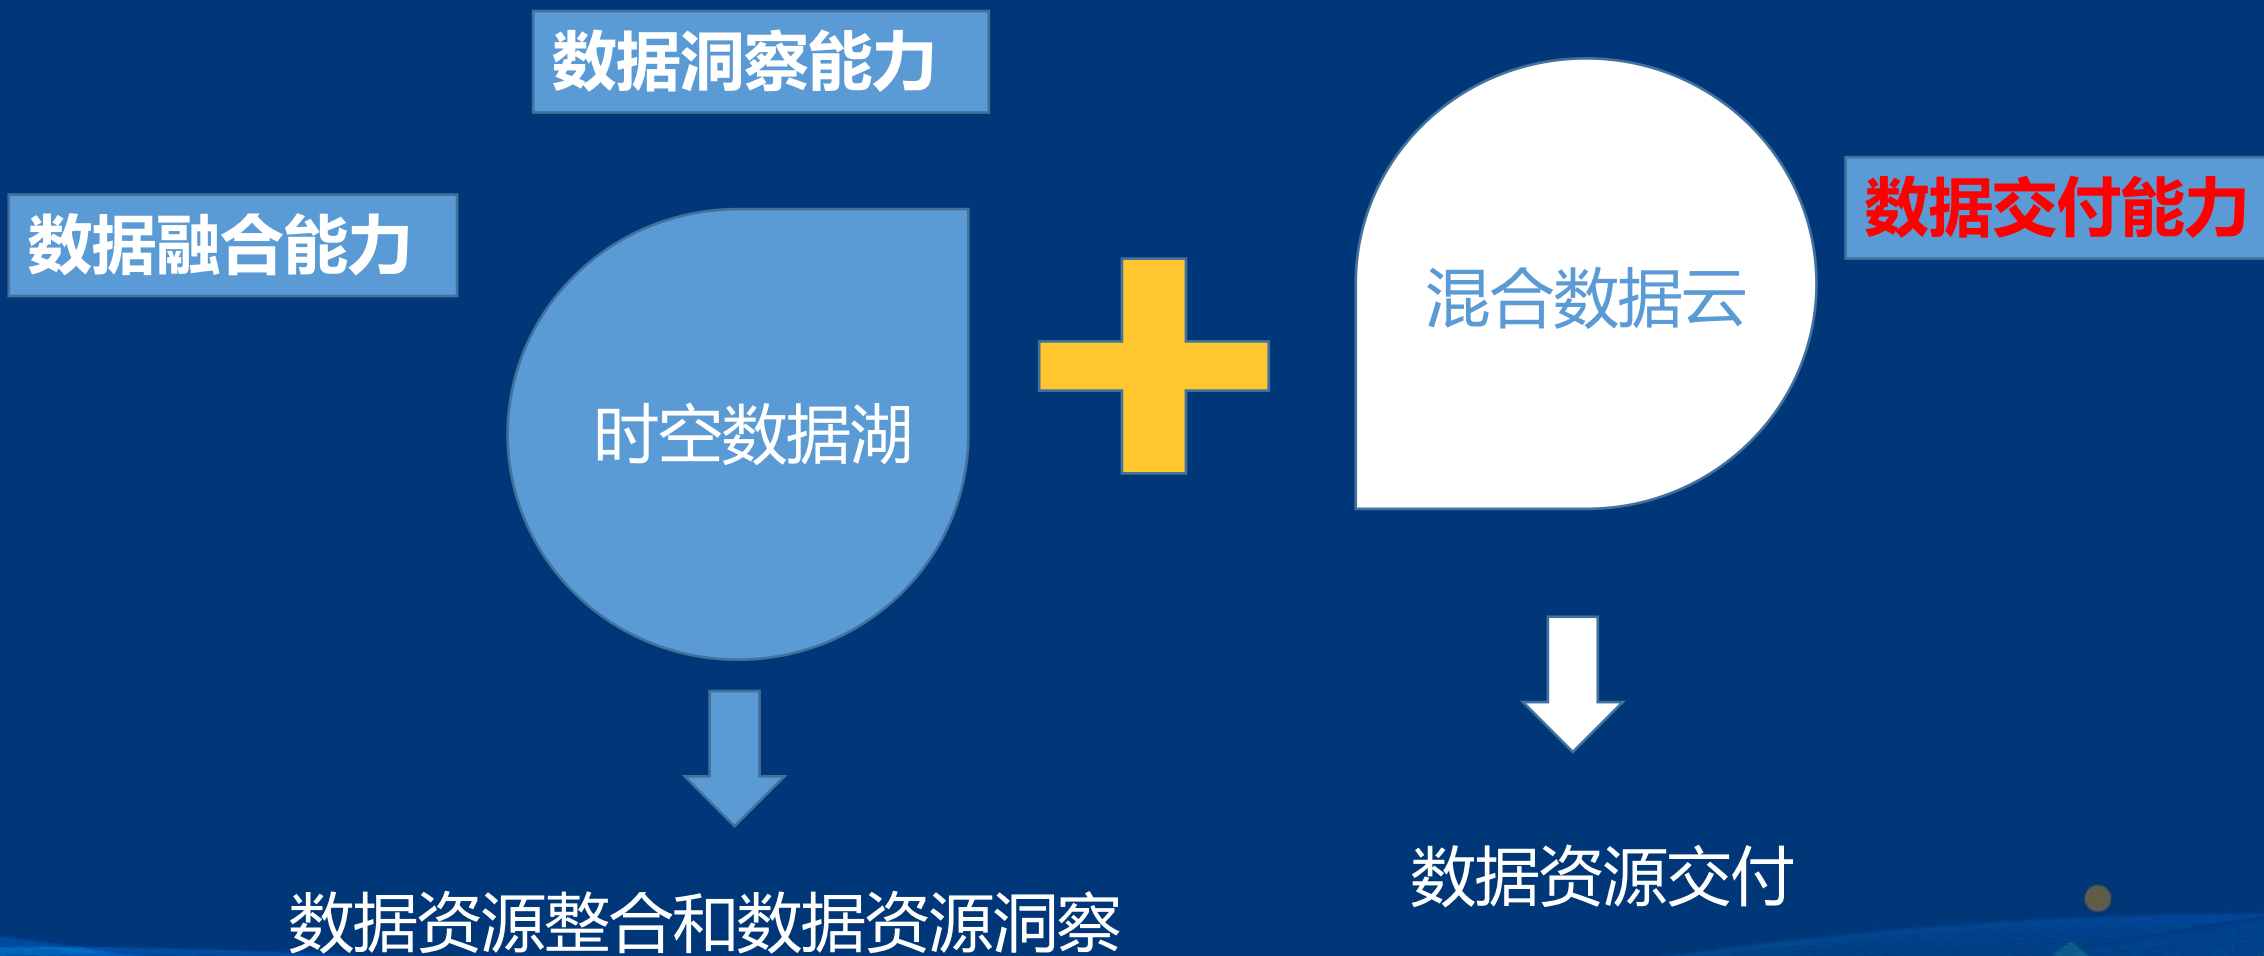 数据洞察能力
数据融合能力
数据交付能力
时空数据湖
混合数据云
数据资源整合和数据资源洞察
数据资源交付